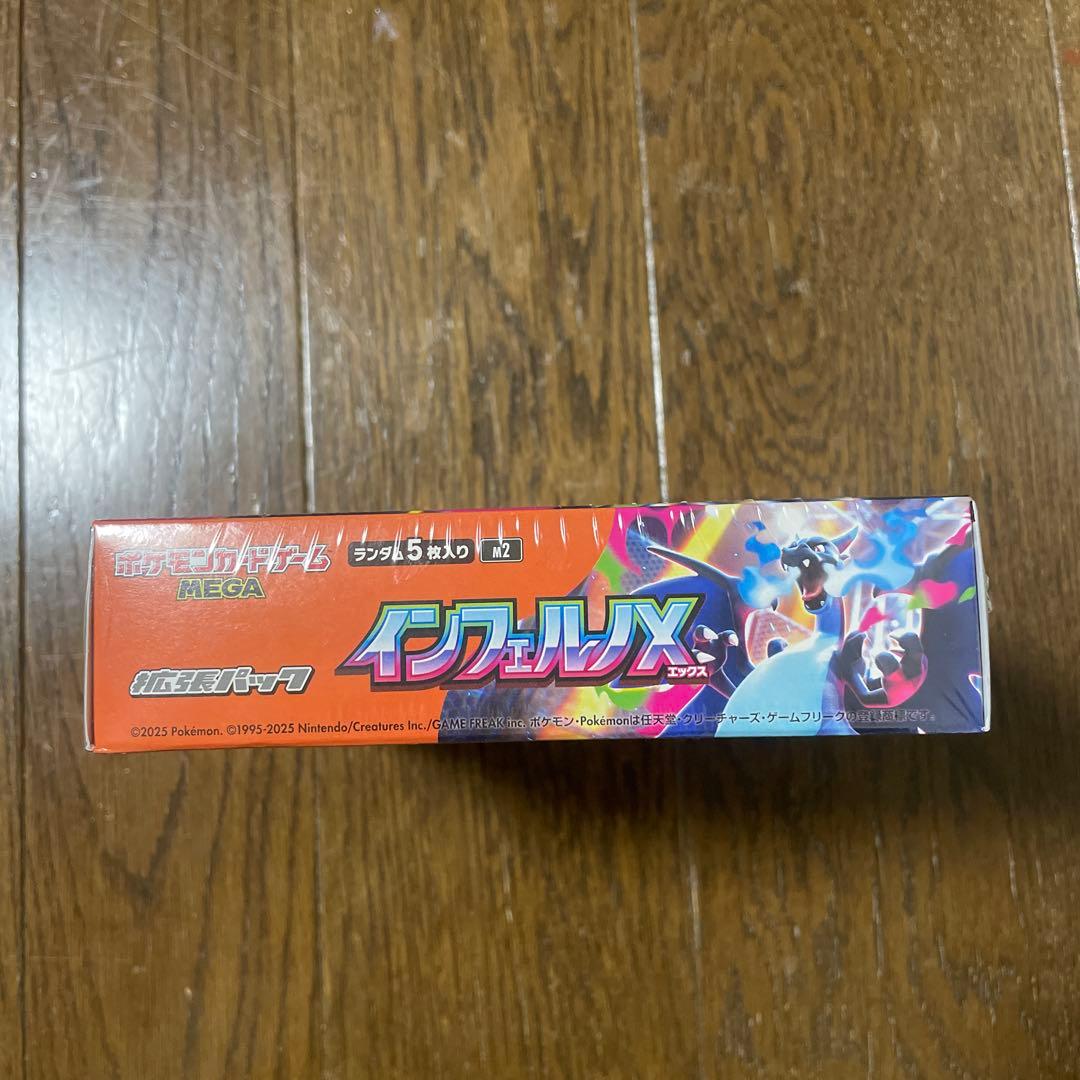 ポケモンカードゲーム
MEGA
ランダム5枚入り M2
インフェルノX
エックス
拡張パック
©2025 Pokémon. ©1995-2025 Nintendo/Creatures Inc./GAME FREAK inc. ポケモン・Pokémonは任天堂・クリーチャーズ・ゲームフリークの登録商標です。